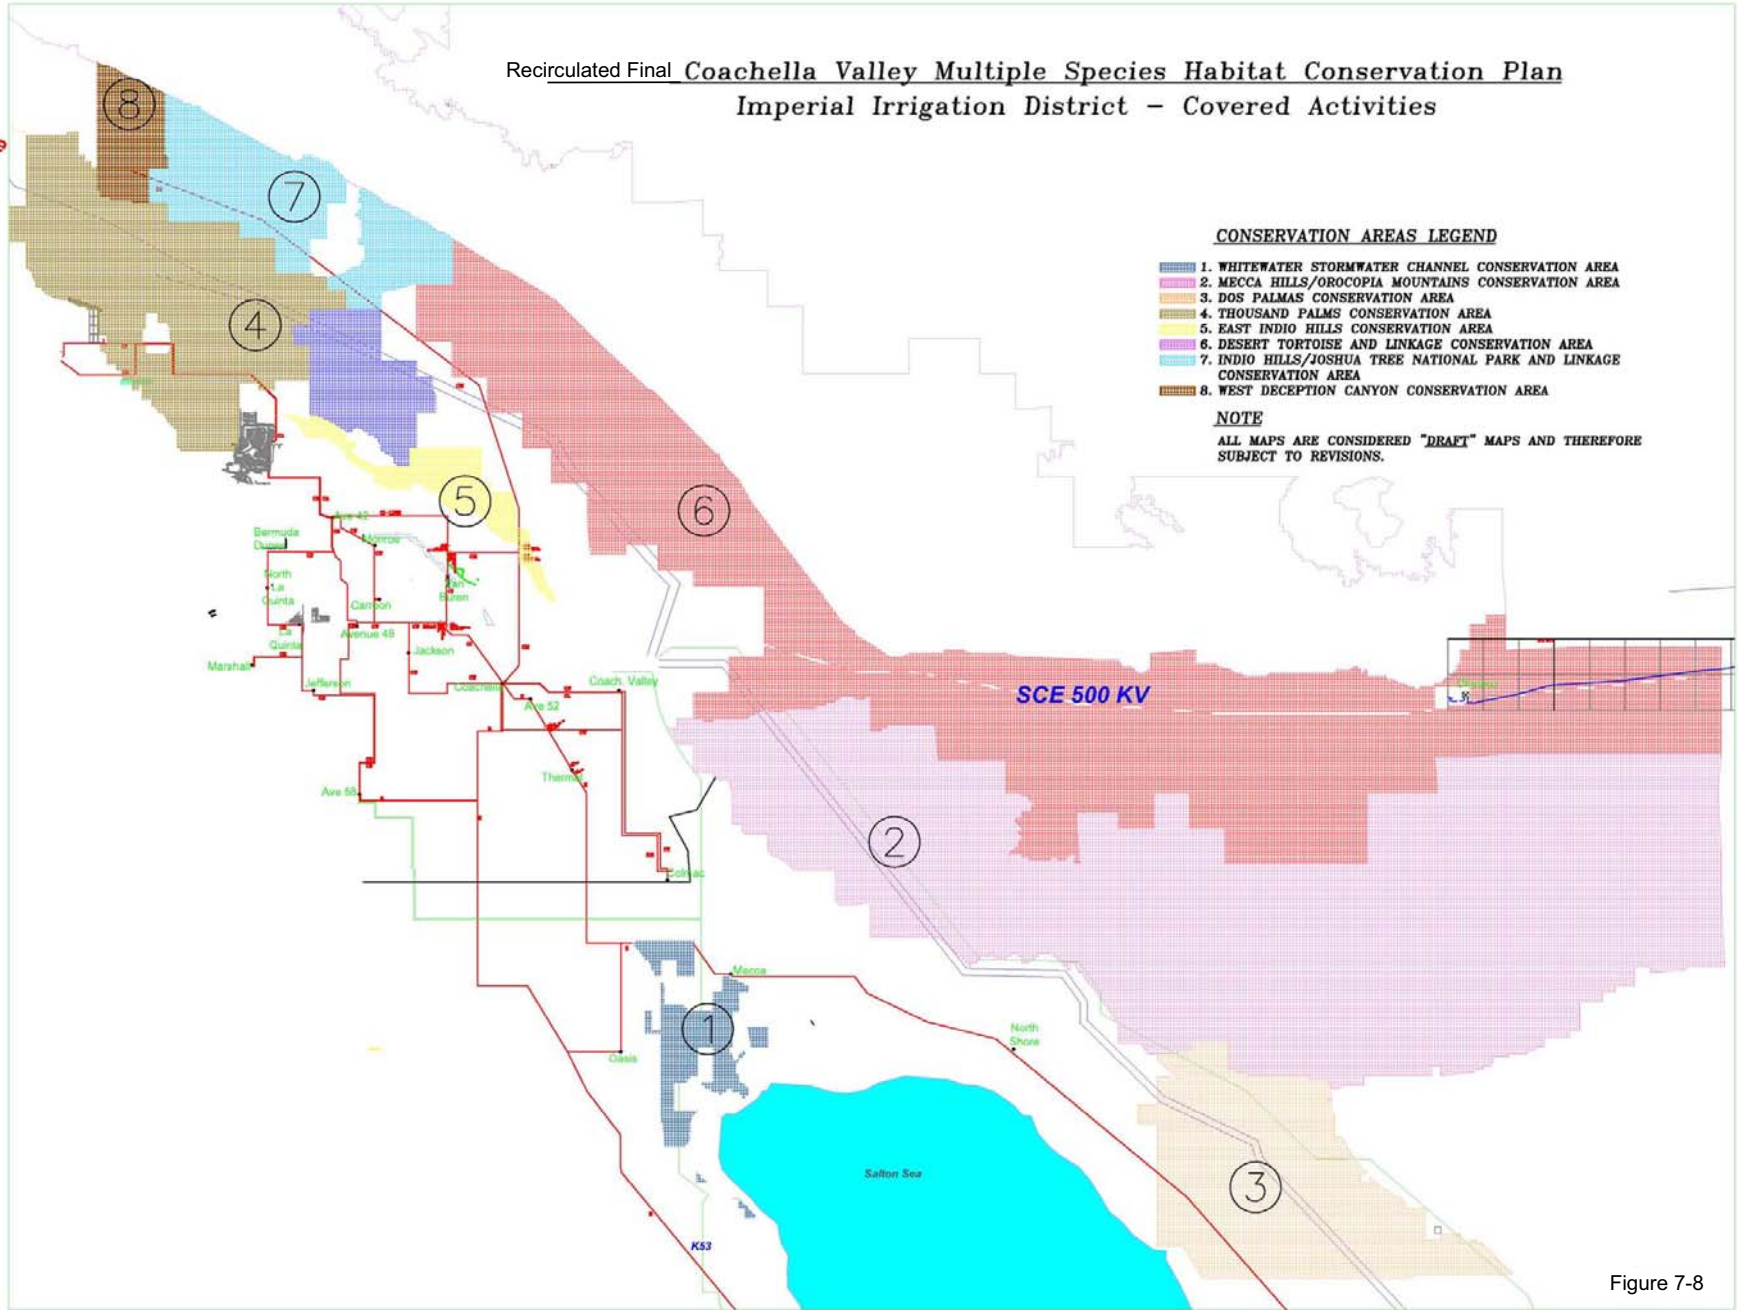 Recirculated Final Coachella Valley Multiple Species Habitat Conservation Plan
Imperial Irrigation District – Covered Activities
8
7
4
CONSERVATION AREAS LEGEND
1. WHITEWATER STORMWATER CHANNEL CONSERVATION AREA
2. MECCA HILLS/OROCOPIA MOUNTAINS CONSERVATION AREA
3. DOS PALMAS CONSERVATION AREA
4. THOUSAND PALMS CONSERVATION AREA
5. EAST INDIO HILLS CONSERVATION AREA
6. DESERT TORTOISE AND LINKAGE CONSERVATION AREA
7. INDIO HILLS/JOSHUA TREE NATIONAL PARK AND LINKAGE
CONSERVATION AREA
8. WEST DECEPTION CANYON CONSERVATION AREA
NOTE
ALL MAPS ARE CONSIDERED "DRAFT" MAPS AND THEREFORE
SUBJECT TO REVISIONS.
5
6
Ave 42
Bermuda
Dunes
Monroe
North
La
Quinta
Van
Buren
Carreon
La
Quinta
Avenue 48
Jackson
Marshall
Jefferson
Coachella
Coach. Valley
Ave 52
SCE 500 KV
Thermal
Ave 58
2
Colmac
Mecca
1
North
Shore
Oasis
Salton Sea
3
K53
Figure 7-8